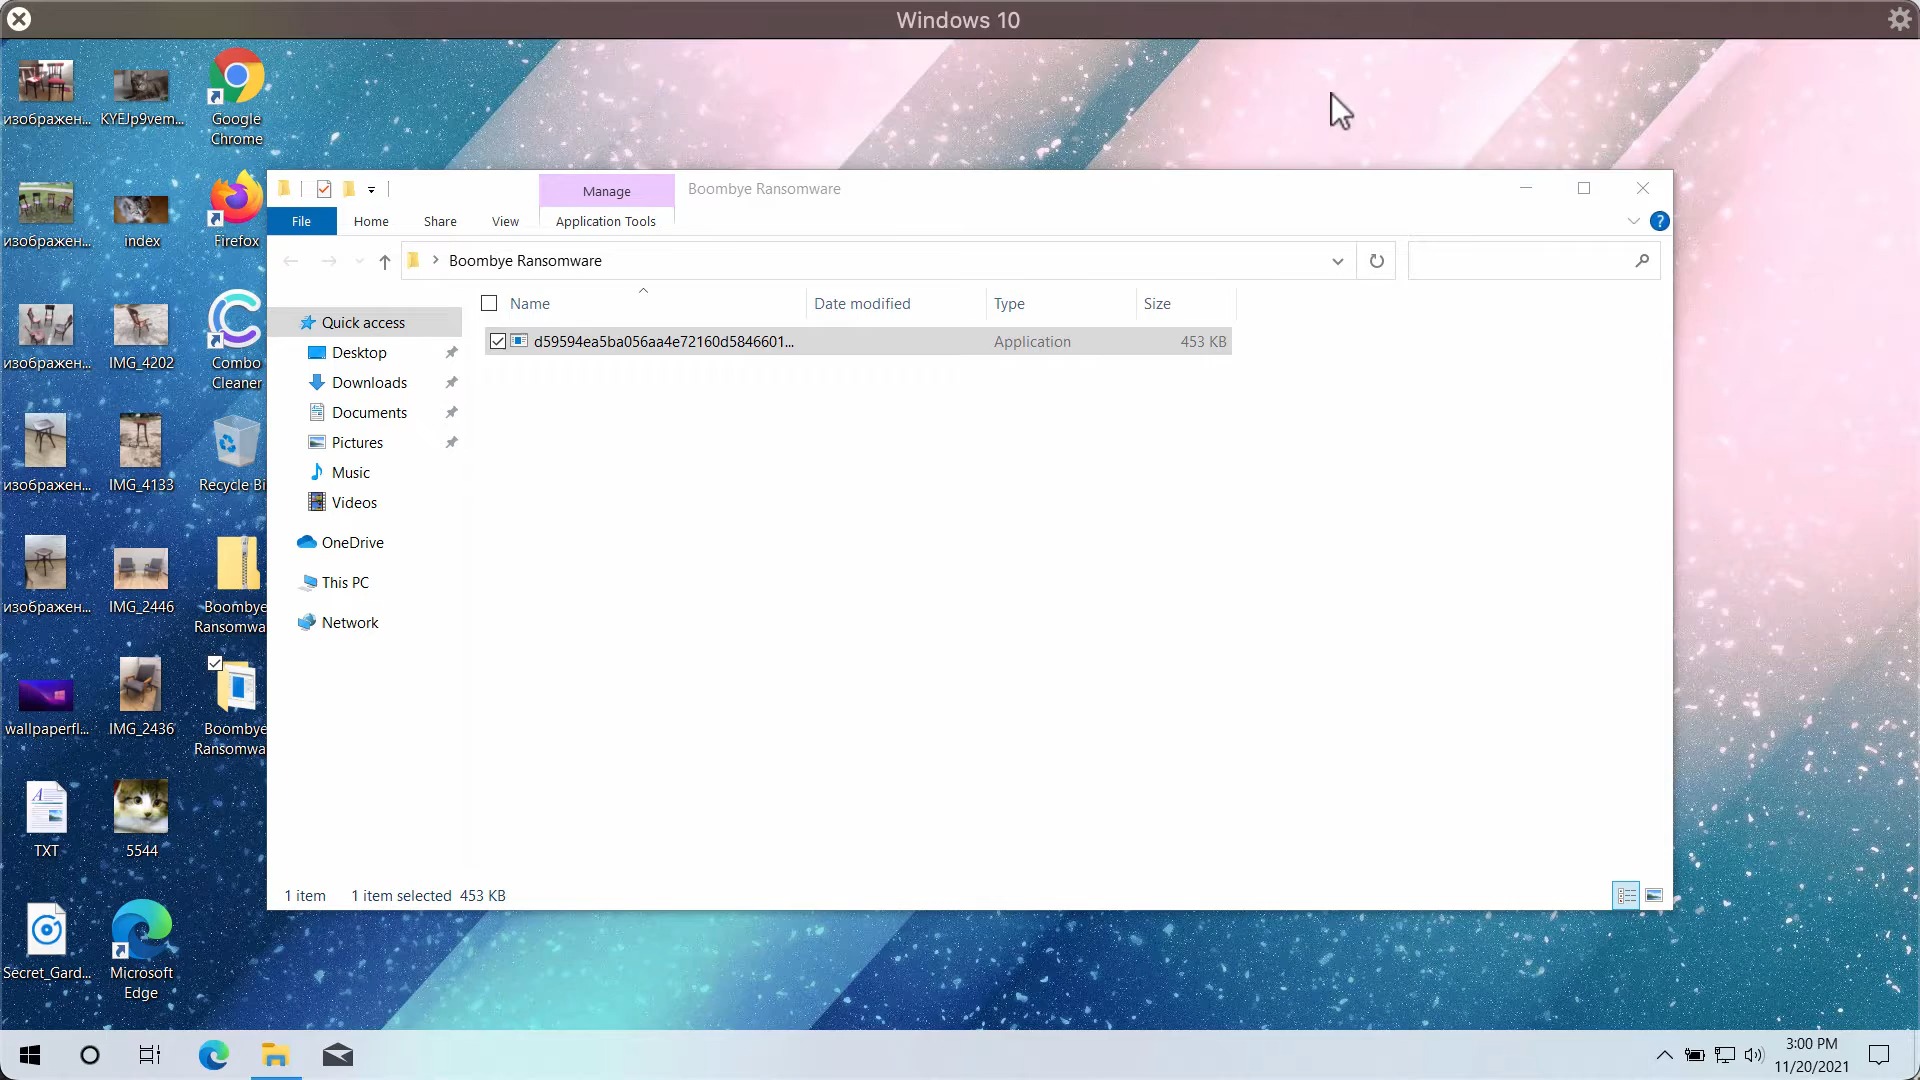 Windows 10
изображен...
KYEJp9vem...
Google
Chrome
изображен...
index
Firefox
изображен...
IMG_4202
Combo
Cleaner
изображен...
IMG_4133
Recycle Bi
изображен...
IMG_2446
Boombye
Ransomwa
wallpaperfl...
IMG_2436
Boombye
Ransomwa
TXT
5544
Secret_Gard...
Microsoft
Edge
Manage
Boombye Ransomware
File
Home
Share
View
Application Tools
Boombye Ransomware
Name
Date modified
Type
Size
d59594ea5ba056aa4e72160d5846601...
Application
453 KB
Quick access
Desktop
Downloads
Documents
Pictures
Music
Videos
OneDrive
This PC
Network
1 item
1 item selected 453 KB
3:00 PM
11/20/2021